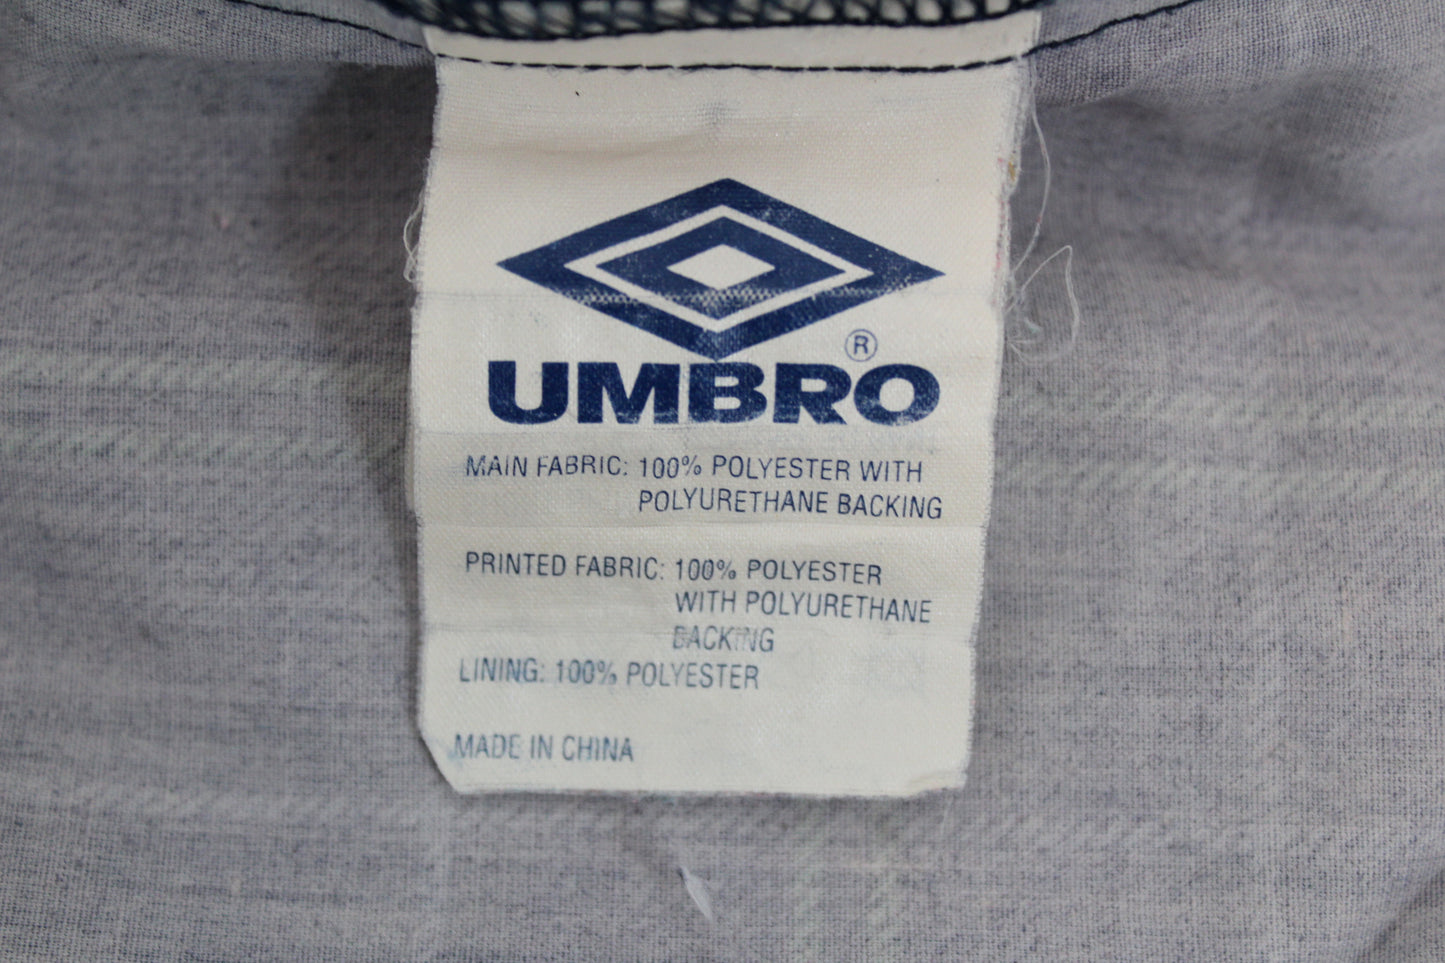 ®
UMBRO
MAIN FABRIC: 100% POLYESTER WITH
POLYURETHANE BACKING
PRINTED FABRIC: 100% POLYESTER
WITH POLYURETHANE
BACKING
LINING: 100% POLYESTER
MADE IN CHINA